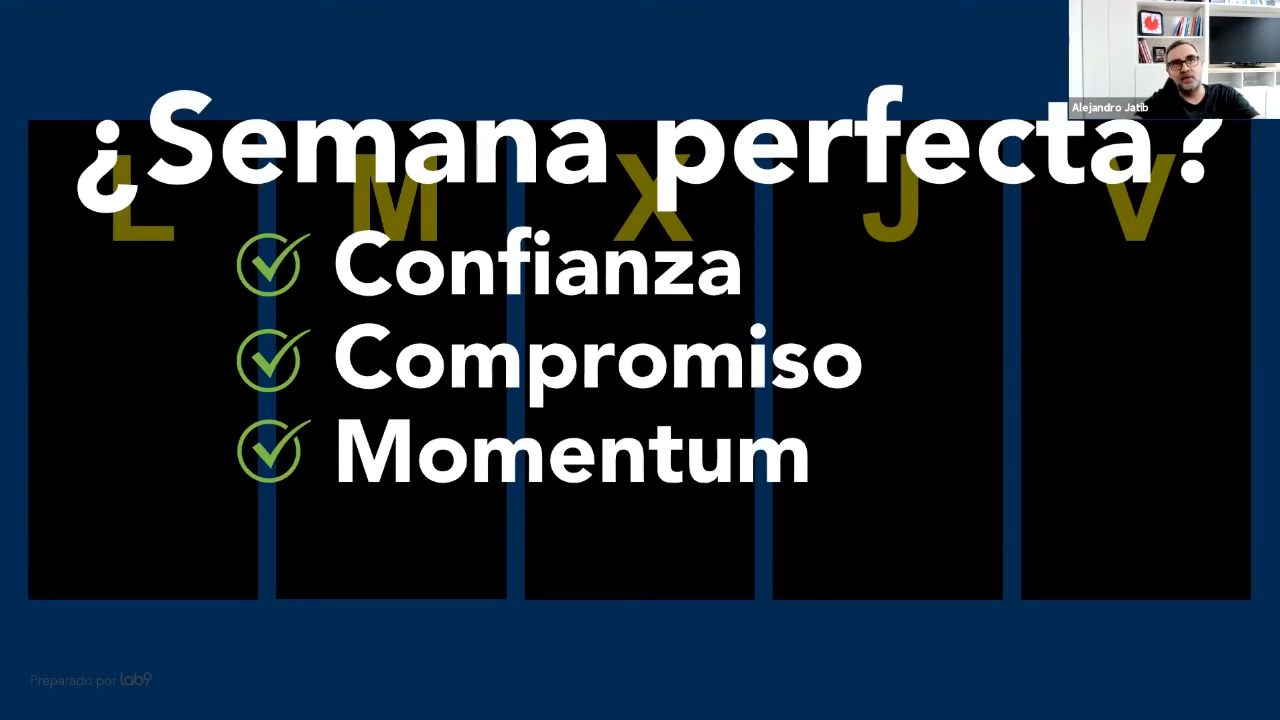 Alejandro Jatib
¿Semana perfecta?
L M X J V
Confianza
Compromiso
Momentum
Preparado por lab9